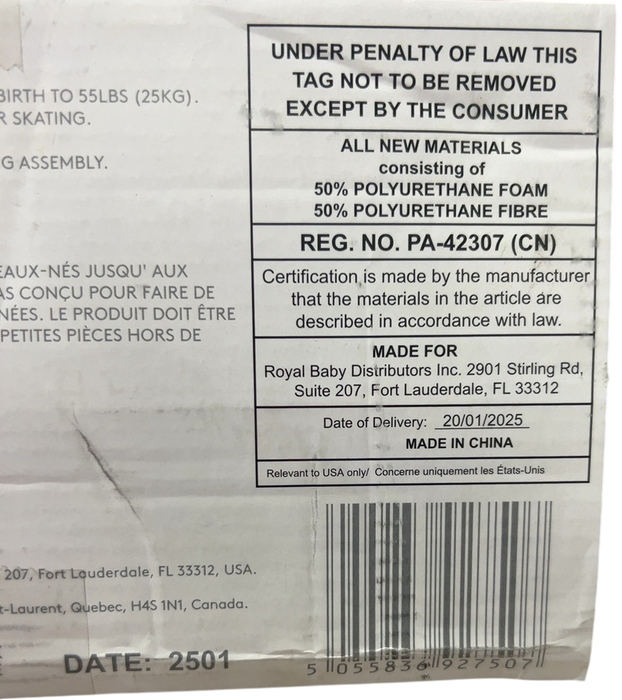 BIRTH TO 55LBS (25KG).
R SKATING.
G ASSEMBLY.
EAUX-NÉS JUSQU' AUX
AS CONÇU POUR FAIRE DE
NÉES. LE PRODUIT DOIT ÊTRE
PETITES PIÈCES HORS DE
207, Fort Lauderdale, FL 33312, USA.
t-Laurent, Quebec, H4S 1N1, Canada.
DATE: 2501
UNDER PENALTY OF LAW THIS
TAG NOT TO BE REMOVED
EXCEPT BY THE CONSUMER
ALL NEW MATERIALS
consisting of
50% POLYURETHANE FOAM
50% POLYURETHANE FIBRE
REG. NO. PA-42307 (CN)
Certification is made by the manufacturer
that the materials in the article are
described in accordance with law.
MADE FOR
Royal Baby Distributors Inc. 2901 Stirling Rd,
Suite 207, Fort Lauderdale, FL 33312
Date of Delivery: 20/01/2025
MADE IN CHINA
Relevant to USA only/ Concerne uniquement les États-Unis
5 055836 927507